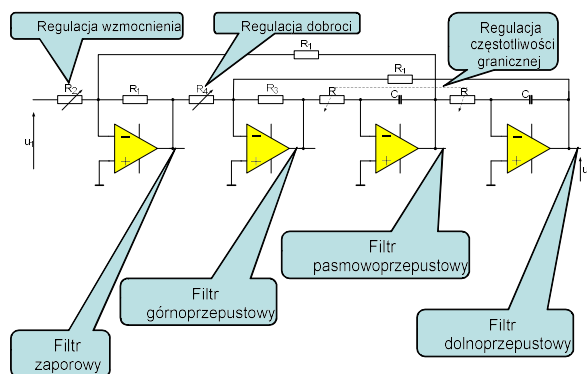 Regulacja wzmocnienia
Regulacja dobroci
Regulacja
częstotliwości
granicznej
R1
R1
R2
R1
R4
R3
R
C
R
C
u1
u
Filtr
pasmowoprzepustowy
Filtr
górnoprzepustowy
Filtr
dolnoprzepustowy
Filtr
zaporowy